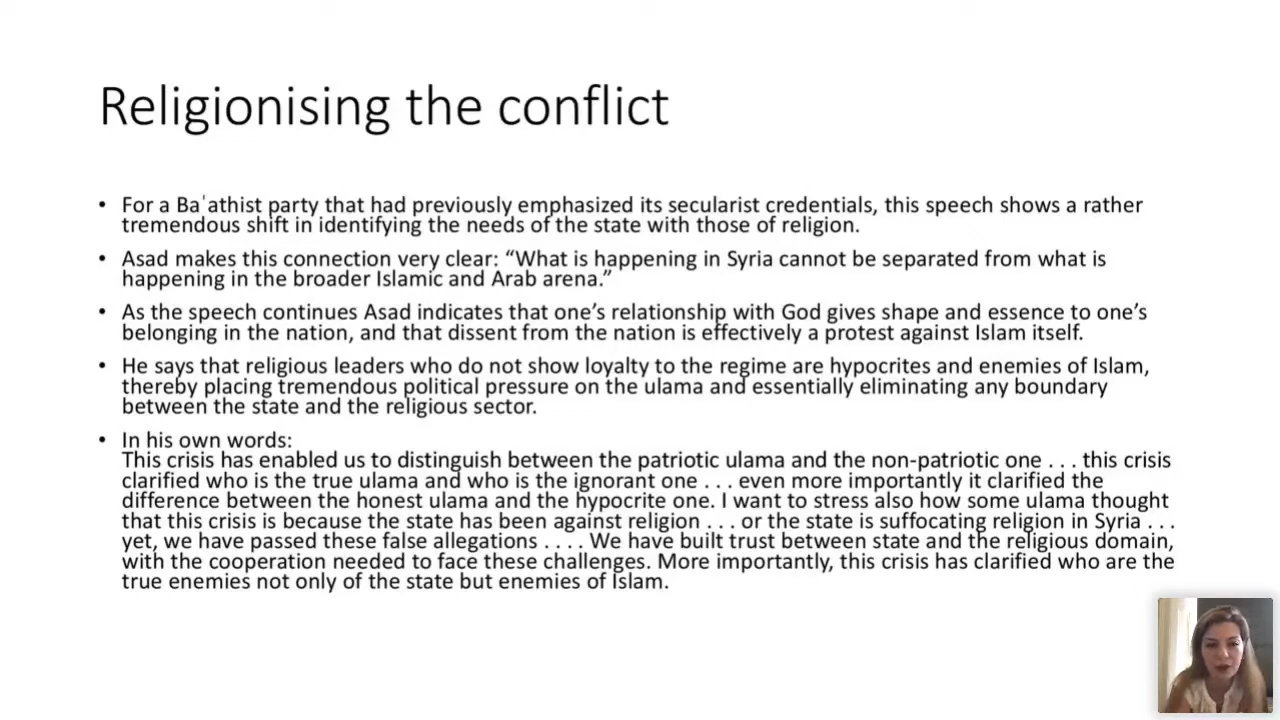 Religionising the conflict
• For a Baʿathist party that had previously emphasized its secularist credentials, this speech shows a rather
tremendous shift in identifying the needs of the state with those of religion.
• Asad makes this connection very clear: “What is happening in Syria cannot be separated from what is
happening in the broader Islamic and Arab arena.”
• As the speech continues Asad indicates that one’s relationship with God gives shape and essence to one’s
belonging in the nation, and that dissent from the nation is effectively a protest against Islam itself.
• He says that religious leaders who do not show loyalty to the regime are hypocrites and enemies of Islam,
thereby placing tremendous political pressure on the ulama and essentially eliminating any boundary
between the state and the religious sector.
• In his own words:
This crisis has enabled us to distinguish between the patriotic ulama and the non-patriotic one . . . this crisis
clarified who is the true ulama and who is the ignorant one . . . even more importantly it clarified the
difference between the honest ulama and the hypocrite one. I want to stress also how some ulama thought
that this crisis is because the state has been against religion . . . or the state is suffocating religion in Syria . . .
yet, we have passed these false allegations . . . . We have built trust between state and the religious domain,
with the cooperation needed to face these challenges. More importantly, this crisis has clarified who are the
true enemies not only of the state but enemies of Islam.